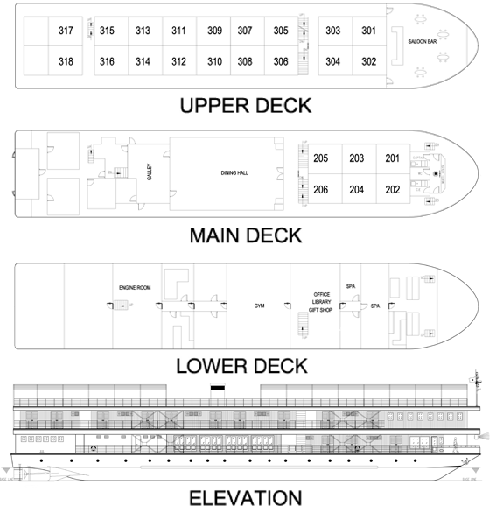 317 315 313 311 309 307 305 303 301
SALOON BAR
318 316 314 312 310 308 306 304 302
UPPER DECK
GALLEY
DINING HALL
205 203 201
206 204 202
MAIN DECK
ENGINE ROOM
GYM
OFFICE
LIBRARY
GIFT SHOP
SPA
SPA
LOWER DECK
ELEVATION